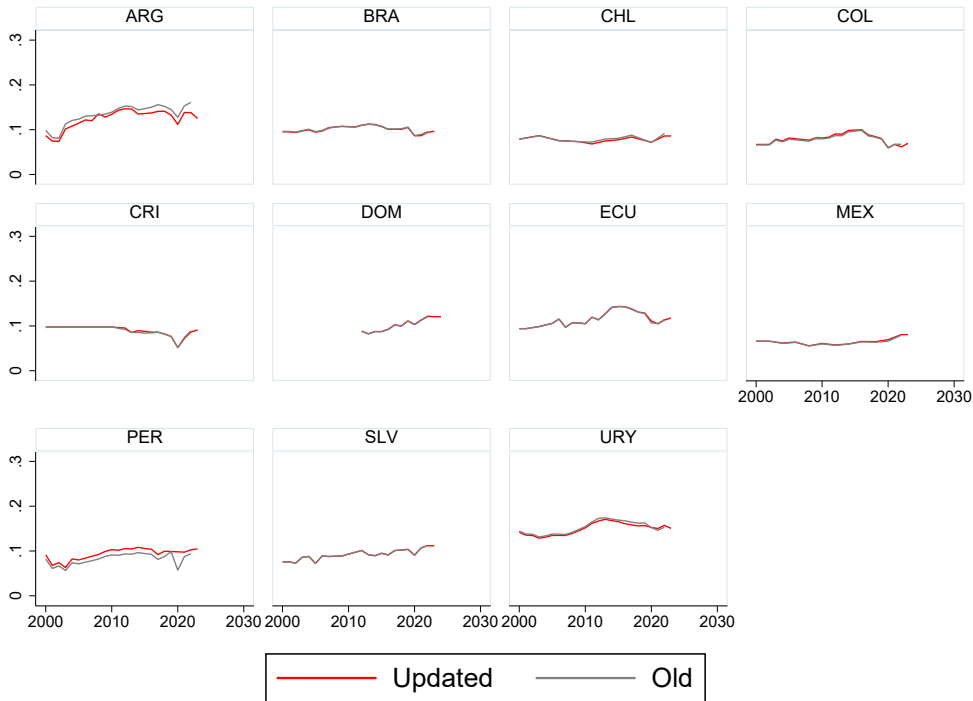 ARG BRA CHL COL
.3
.2
.1
0
CRI DOM ECU MEX
.3
.2
.1
0
2000 2010 2020 2030
PER SLV URY
.3
.2
.1
0
2000 2010 2020 2030 2000 2010 2020 2030 2000 2010 2020 2030
Updated Old